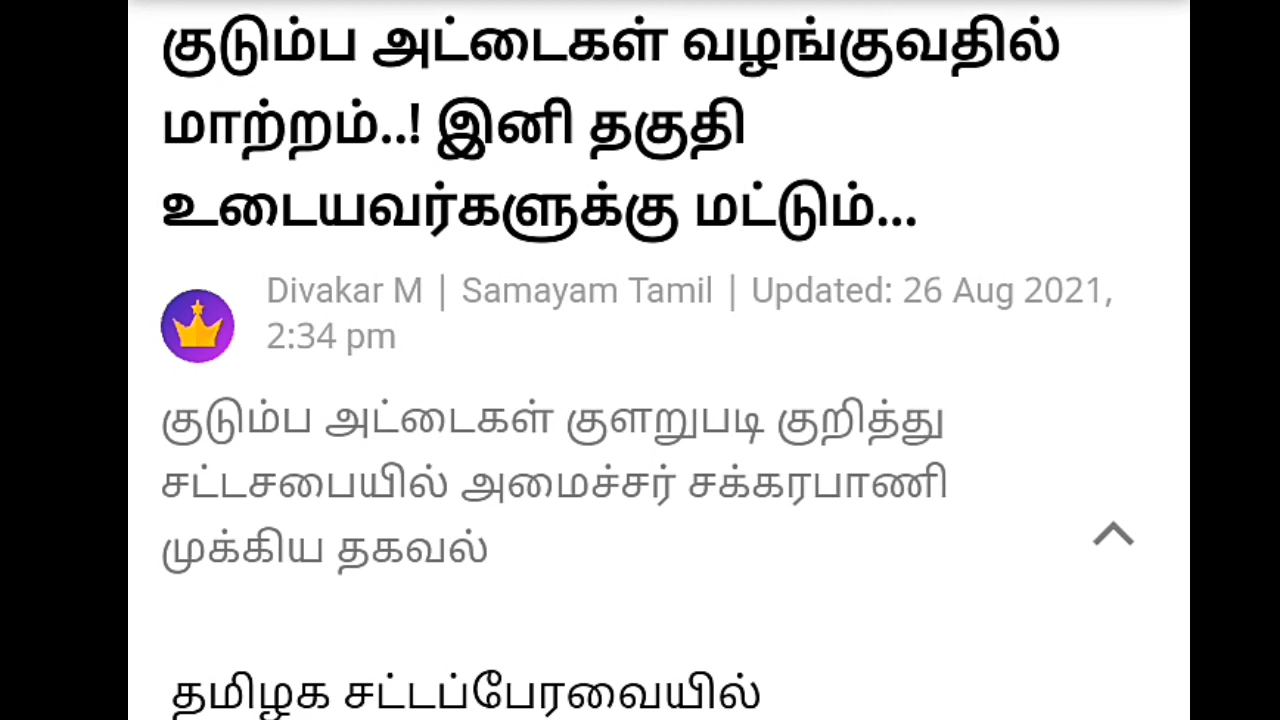 குடும்ப அட்டைகள் வழங்குவதில்
மாற்றம்..! இனி தகுதி
உடையவர்களுக்கு மட்டும்...
Divakar M | Samayam Tamil | Updated: 26 Aug 2021,
2:34 pm
குடும்ப அட்டைகள் குளறுபடி குறித்து
சட்டசபையில் அமைச்சர் சக்கரபாணி
முக்கிய தகவல்
தமிழக சட்டப்பேரவையில்